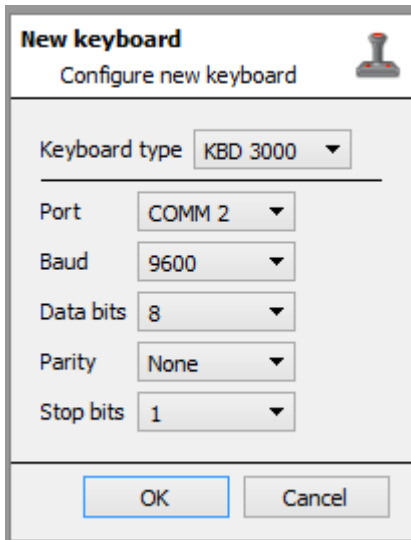 New keyboard
Configure new keyboard
Keyboard type KBD 3000
Port COMM 2
Baud 9600
Data bits 8
Parity None
Stop bits 1
OK Cancel